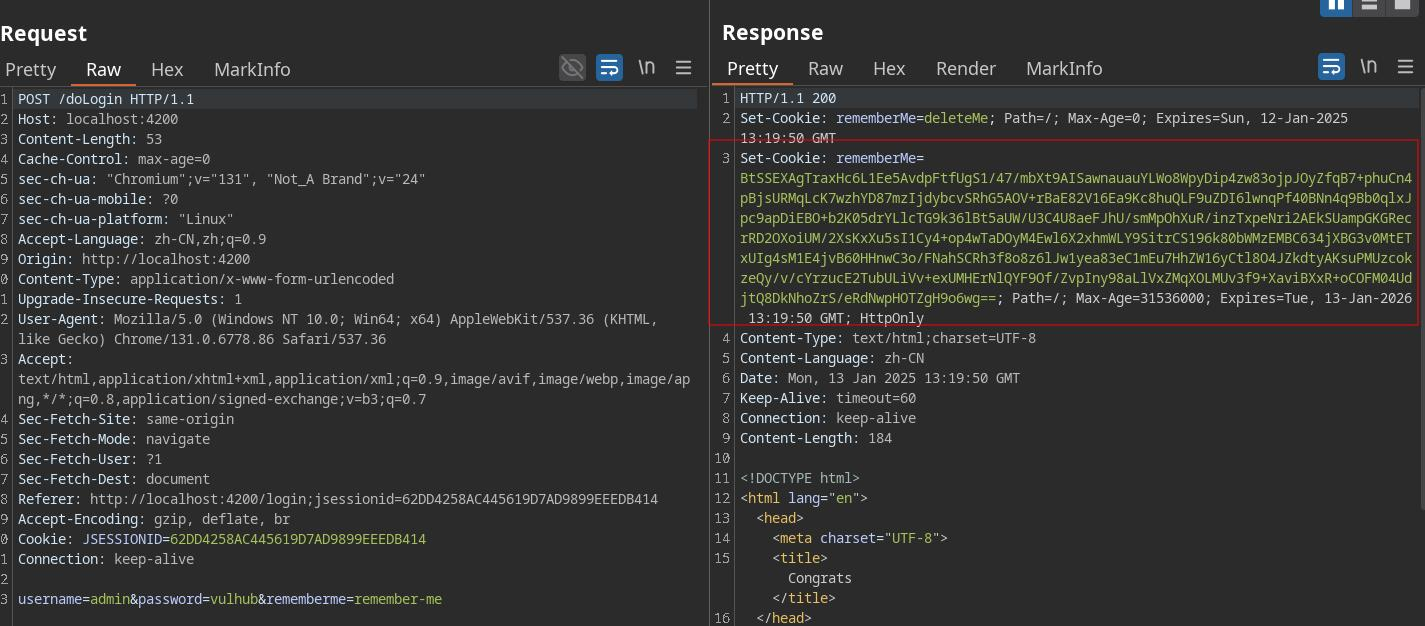 Request
Pretty
Raw
Hex
MarkInfo
\n
1 POST /doLogin HTTP/1.1
2 Host: localhost:4200
3 Content-Length: 53
4 Cache-Control: max-age=0
5 sec-ch-ua: "Chromium";v="131", "Not_A Brand";v="24"
6 sec-ch-ua-mobile: ?0
7 sec-ch-ua-platform: "Linux"
8 Accept-Language: zh-CN,zh;q=0.9
9 Origin: http://localhost:4200
0 Content-Type: application/x-www-form-urlencoded
1 Upgrade-Insecure-Requests: 1
2 User-Agent: Mozilla/5.0 (Windows NT 10.0; Win64; x64) AppleWebKit/537.36 (KHTML,
like Gecko) Chrome/131.0.6778.86 Safari/537.36
3 Accept:
text/html,application/xhtml+xml,application/xml;q=0.9,image/avif,image/webp,image/ap
ng,*/*;q=0.8,application/signed-exchange;v=b3;q=0.7
4 Sec-Fetch-Site: same-origin
5 Sec-Fetch-Mode: navigate
6 Sec-Fetch-User: ?1
7 Sec-Fetch-Dest: document
8 Referer: http://localhost:4200/login;jsessionid=62DD4258AC445619D7AD9899EEEDB414
9 Accept-Encoding: gzip, deflate, br
0 Cookie: JSESSIONID=62DD4258AC445619D7AD9899EEEDB414
1 Connection: keep-alive
2
3 username=admin&password=vulhub&rememberme=remember-me
Response
Pretty
Raw
Hex
Render
MarkInfo
\n
1 HTTP/1.1 200
2 Set-Cookie: rememberMe=deleteMe; Path=/; Max-Age=0; Expires=Sun, 12-Jan-2025
13:19:50 GMT
3 Set-Cookie: rememberMe=
BtSSEXAgTraxHc6L1Ee5AvdpFtfUgS1/47/mbXt9AISawnauauYLWo8WpyDip4zw83ojpJOyZfqB7+phuCn4
pBjsURMqLcK7wzhYD87mzIjdybcvSRhG5AOV+rBaE82V16Ea9Kc8huQLF9uZDI6lwnqPf40BNn4q9Bb0qlxJ
pc9apDiEBO+b2K05drYLlcTG9k36lBt5aUW/U3C4U8aeFJhU/smMpOhXuR/inzTxpeNri2AEkSUampGKGRec
rRD2OXoiUM/2XsKxXu5sI1Cy4+op4wTaDOyM4Ewl6X2xhmWLY9SitrCS196k80bWMzEMBC634jXBG3v0MtET
xUIg4sM1E4jvB60HHnwC3o/FNahSCRh3f8o8z6lJw1yea83eC1mEu7HhZW16yCtl8O4JZkdtyAKsuPMUzcok
zeQy/v/cYrzucE2TubULiVv+exUMHErNlQYF9Of/ZvpIny98aLlVxZMqXOLMUv3f9+XaviBXxR+oCOFM04Ud
jtQ8DkNhoZrS/eRdNwpHOTZgH9o6wg==; Path=/; Max-Age=31536000; Expires=Tue, 13-Jan-2026
13:19:50 GMT; HttpOnly
4 Content-Type: text/html;charset=UTF-8
5 Content-Language: zh-CN
6 Date: Mon, 13 Jan 2025 13:19:50 GMT
7 Keep-Alive: timeout=60
8 Connection: keep-alive
9 Content-Length: 184
10
11 <!DOCTYPE html>
12 <html lang="en">
13 <head>
14 <meta charset="UTF-8">
15 <title>
Congrats
</title>
16 </head>